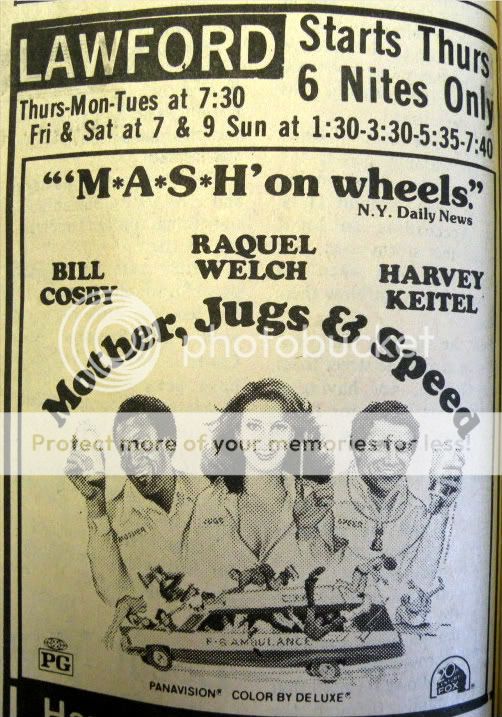 LAWFORD
Starts Thurs
6 Nites Only
Thurs-Mon-Tues at 7:30
Fri & Sat at 7 & 9 Sun at 1:30-3:30-5:35-7:40
"'M*A*S*H' on wheels."
N.Y. Daily News
BILL
COSBY
RAQUEL
WELCH
HARVEY
KEITEL
Mother, Jugs & Speed
photobucket
Protect more of your memories for less!
MOTHER
JUGS
SPEED
F+B AMBULANCE
PG
20th
CENTURY
FOX
PANAVISION® COLOR BY DELUXE®